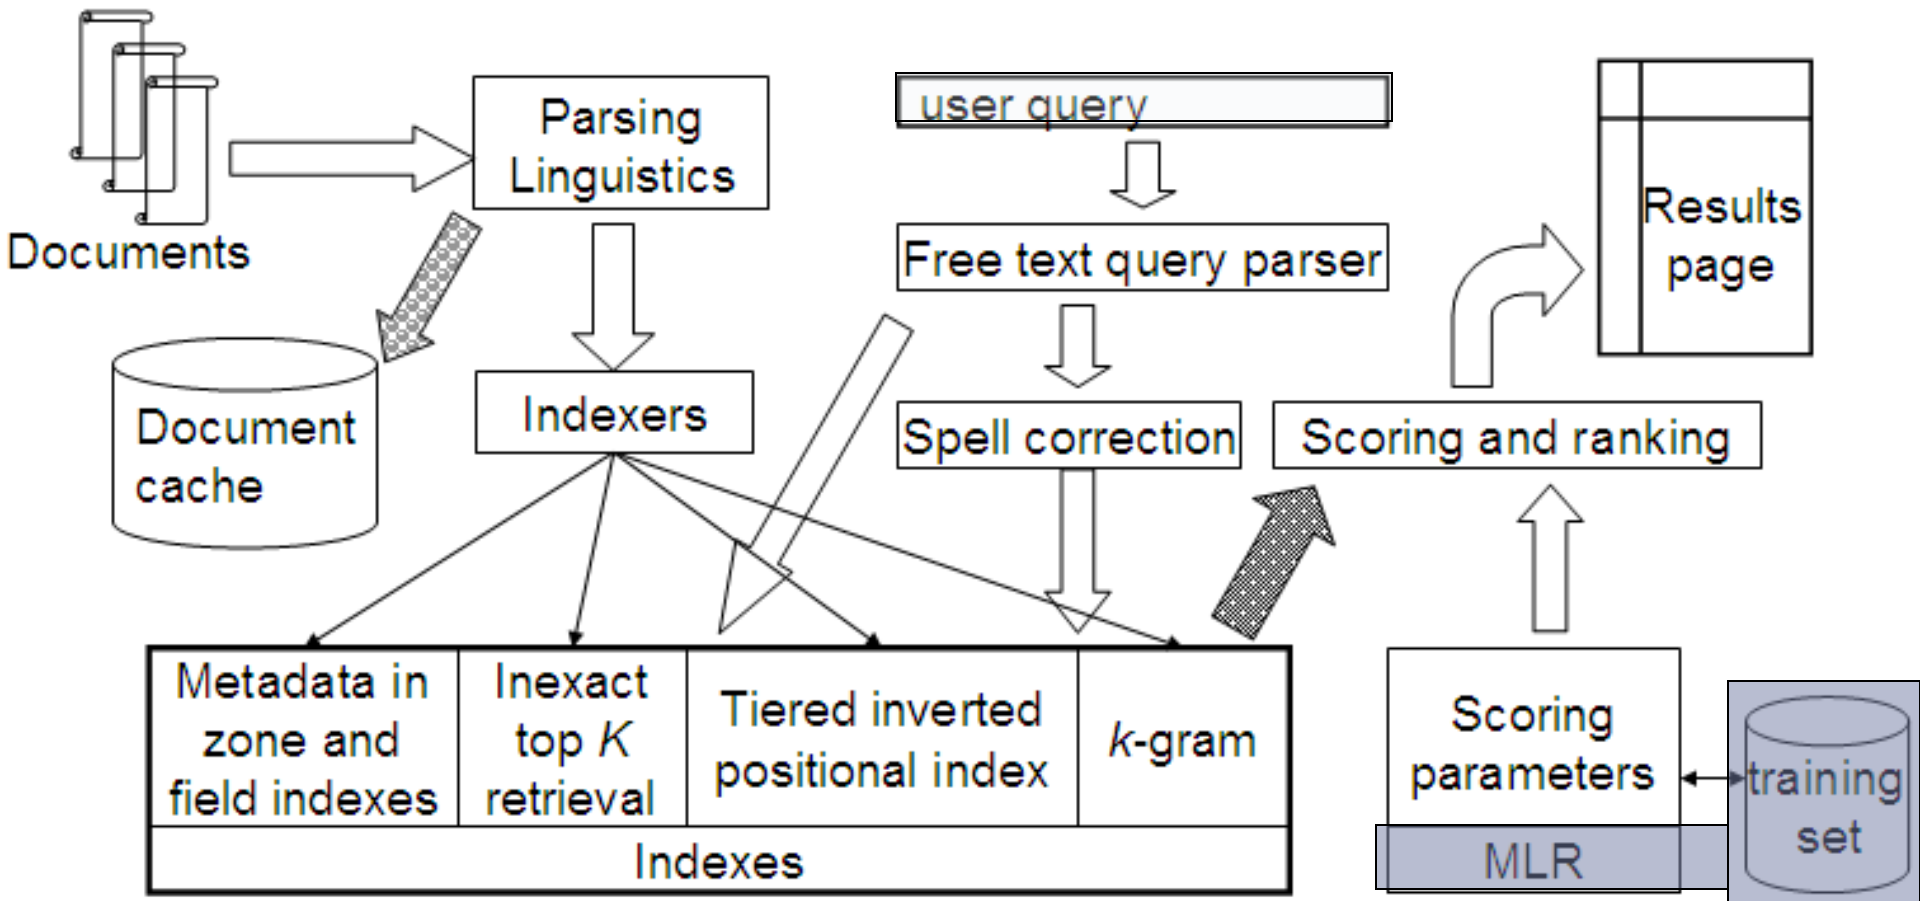 Documents
Parsing
Linguistics
Document
cache
Indexers
user query
Free text query parser
Spell correction
Scoring and ranking
Results
page
Metadata in
zone and
field indexes
Inexact
top K
retrieval
Tiered inverted
positional index
k-gram
Indexes
Scoring
parameters
MLR
training
set